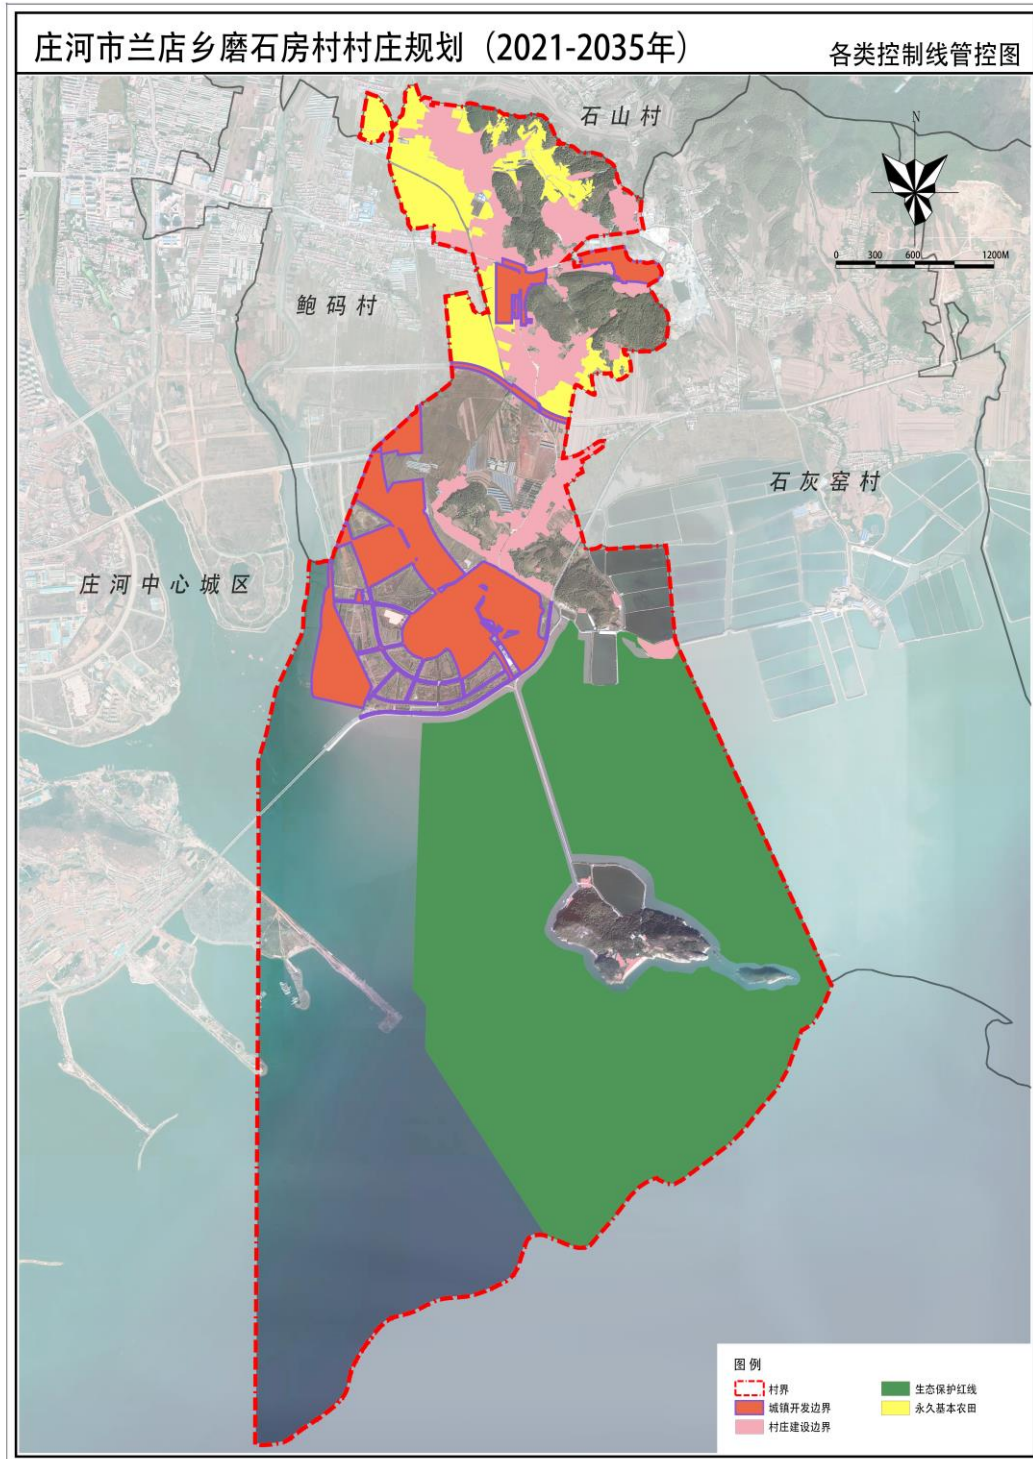 庄河市兰店乡磨石房村村庄规划（2021-2035年）
各类控制线管控图
石山村
N
0 300 600 1200M
鲍码村
石灰窑村
庄河中心城区
图例
村界
生态保护红线
城镇开发边界
永久基本农田
村庄建设边界